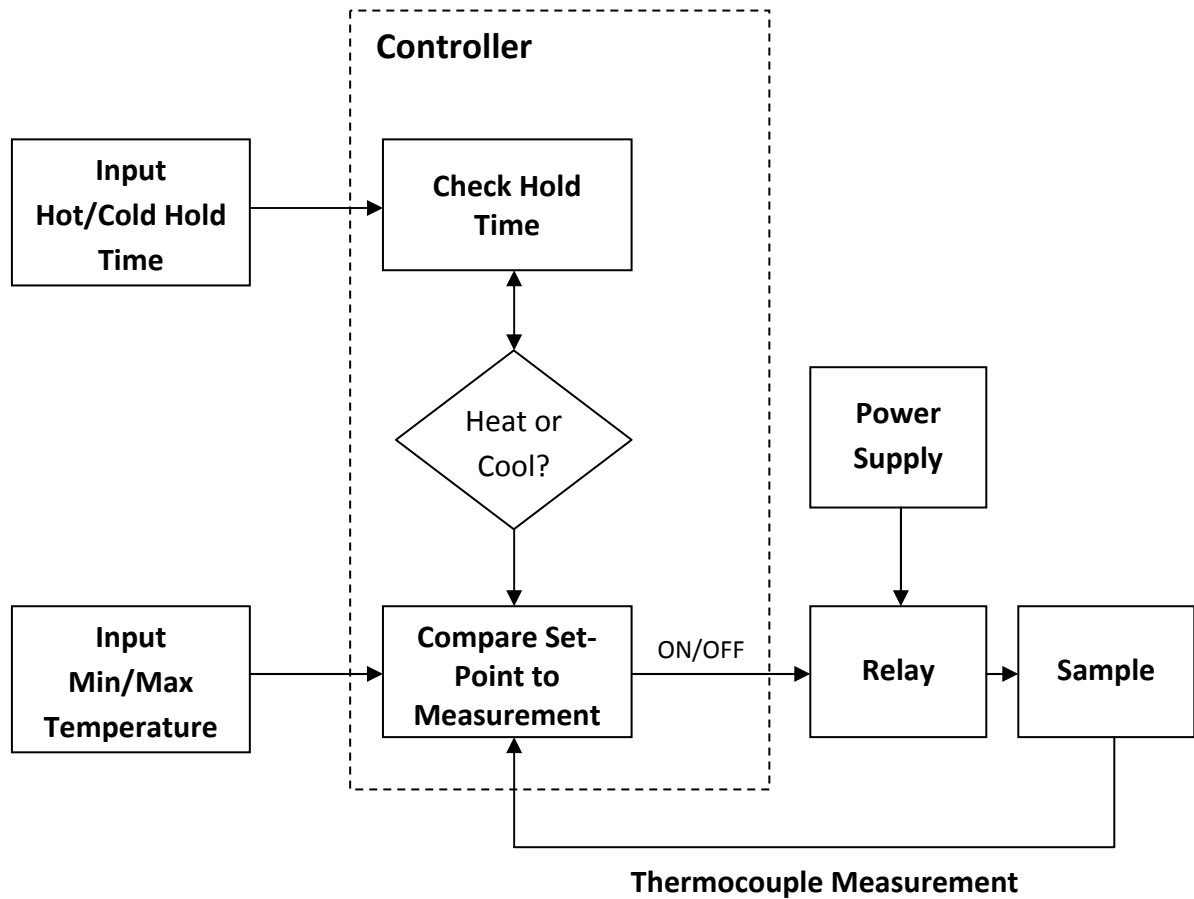 Controller
Input
Hot/Cold Hold
Time
Check Hold
Time
Heat or
Cool?
Power
Supply
Input
Min/Max
Temperature
Compare Set-
Point to
Measurement
ON/OFF
Relay
Sample
Thermocouple Measurement